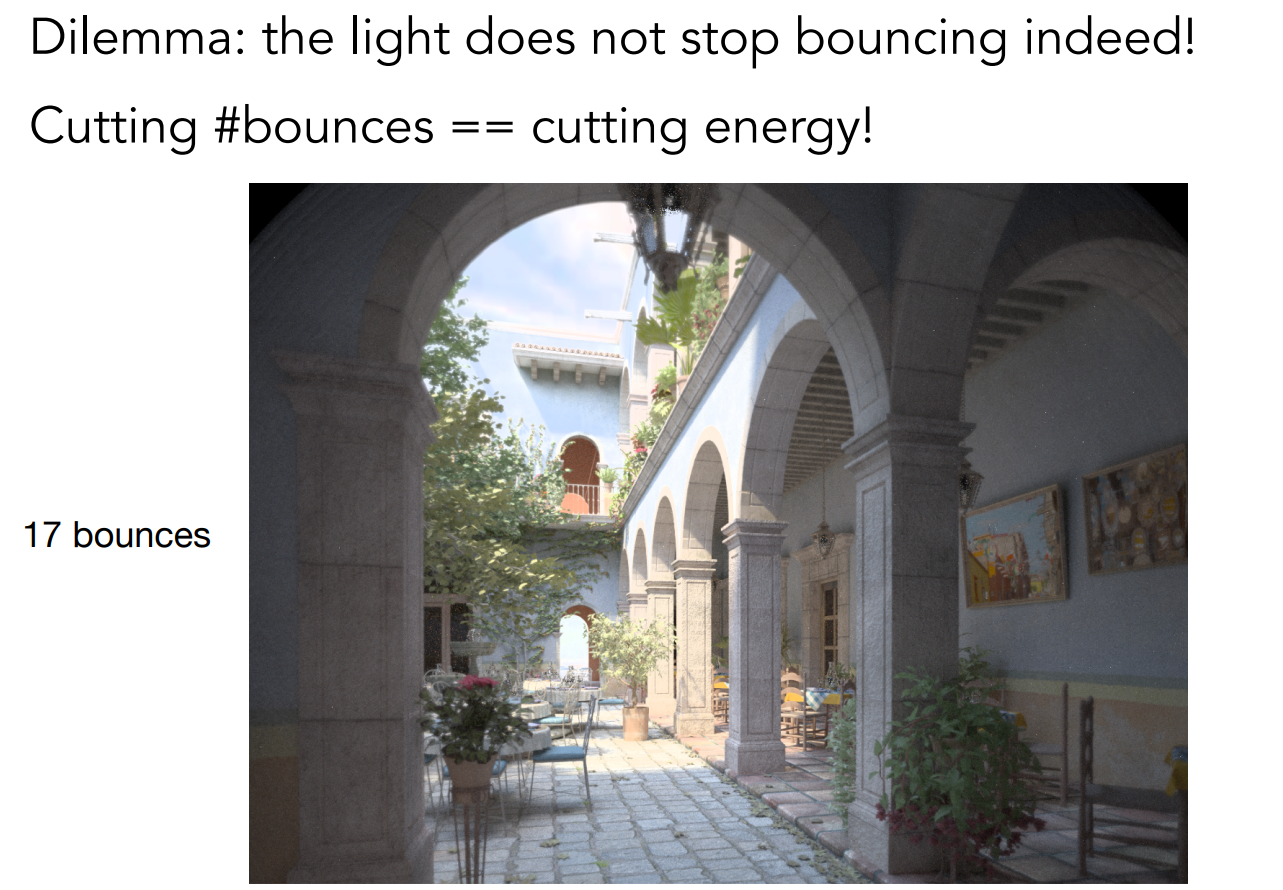 Dilemma: the light does not stop bouncing indeed!
Cutting #bounces == cutting energy!
17 bounces